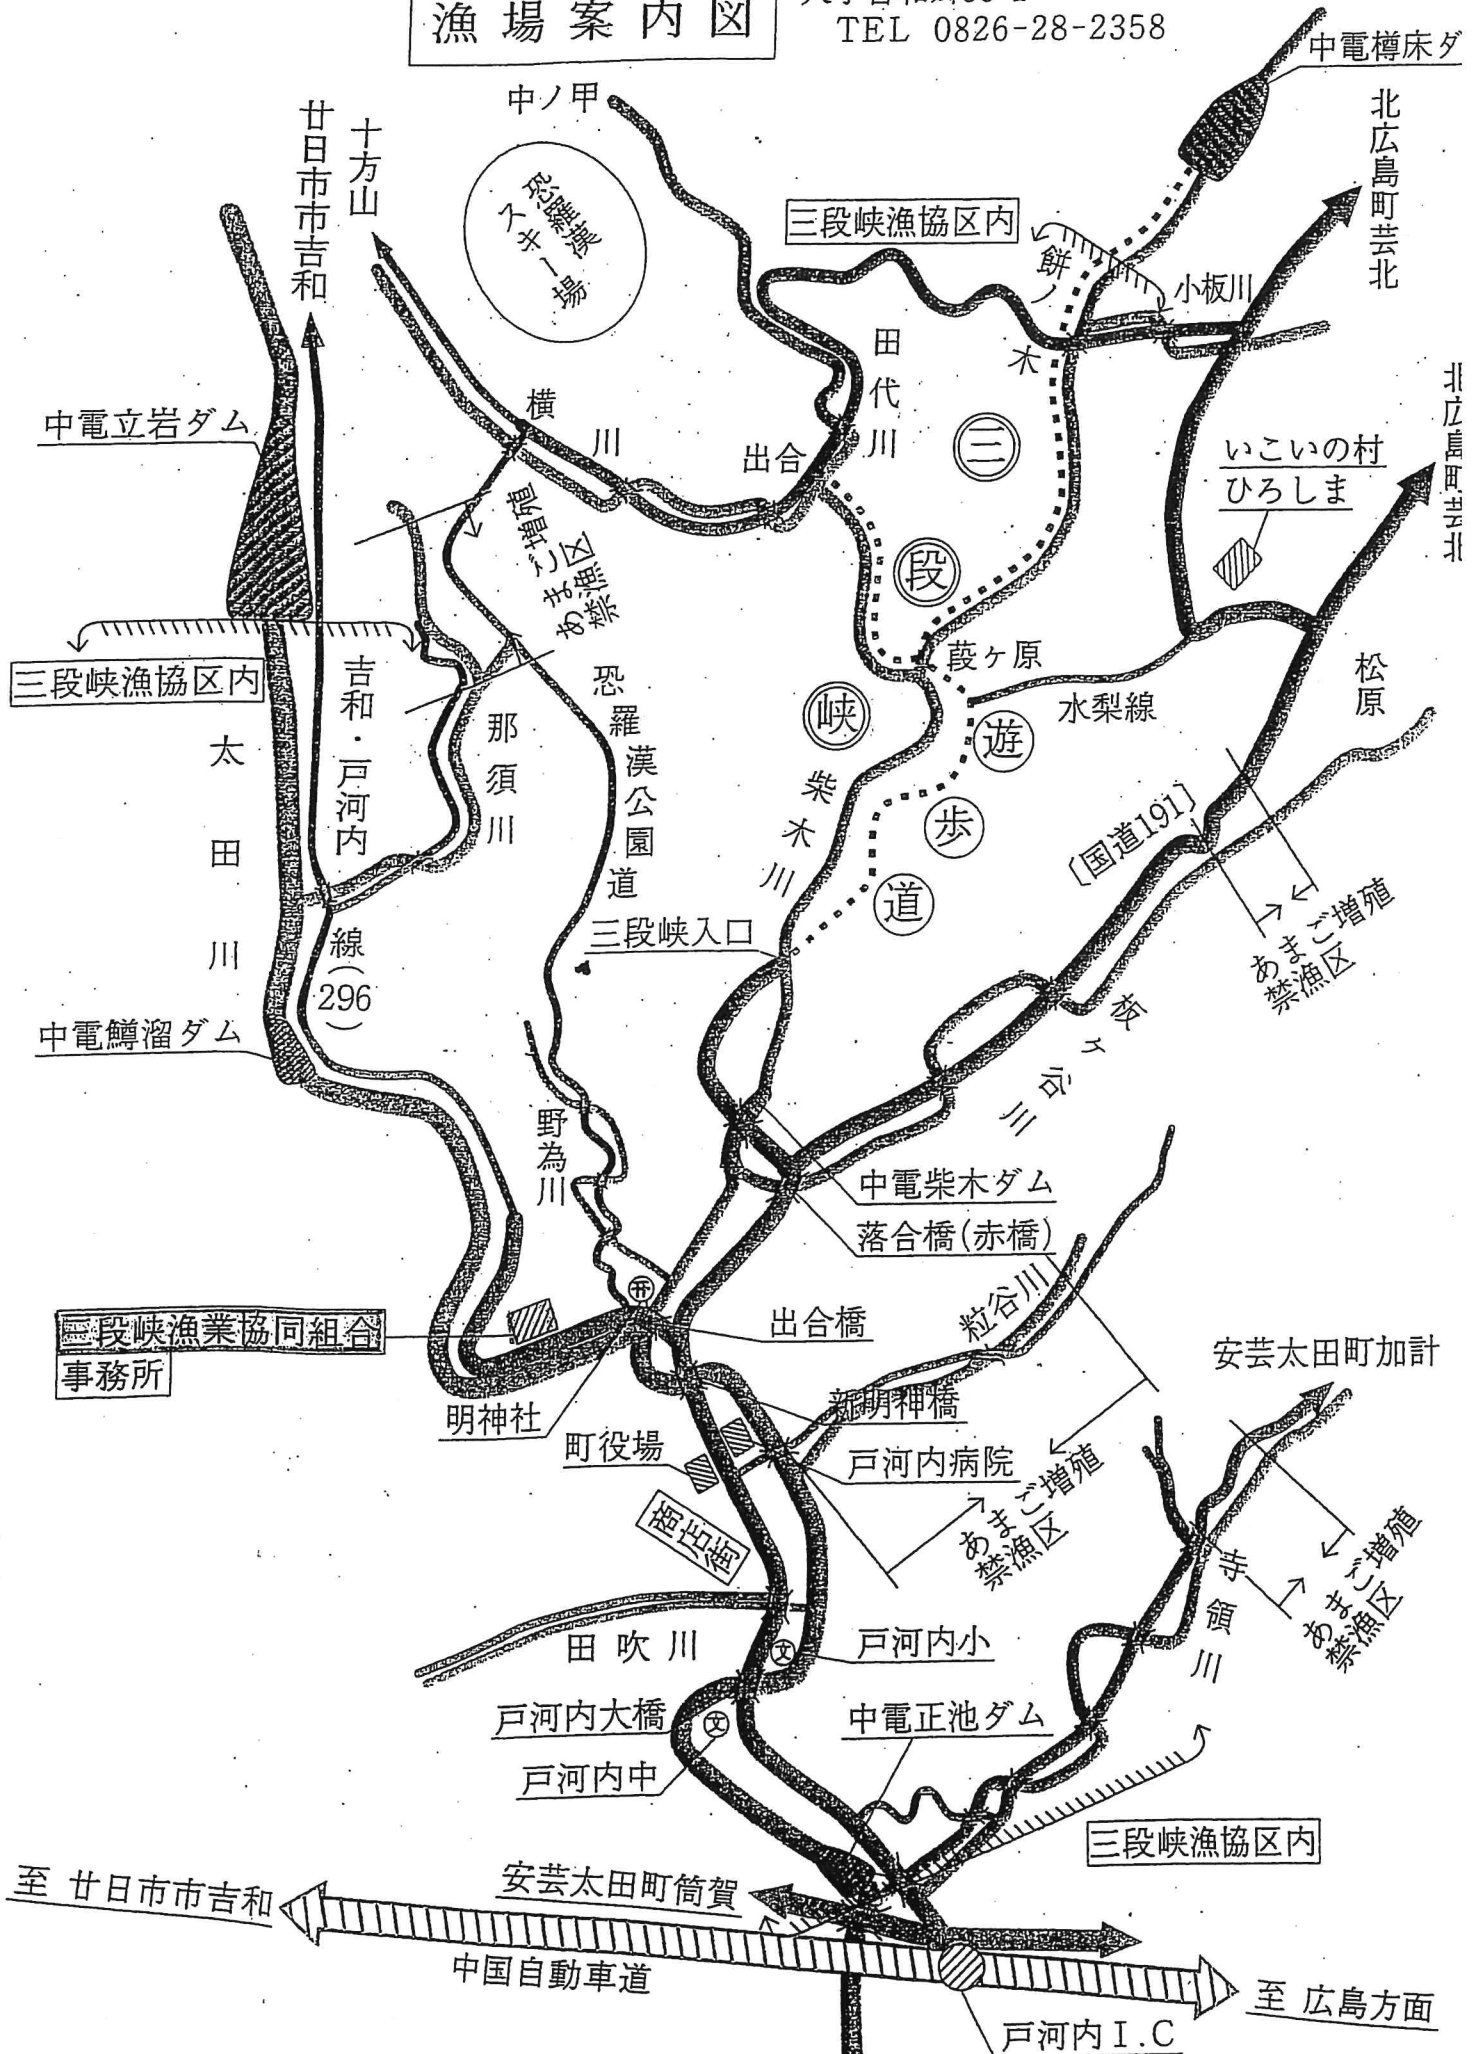 漁場案内図
TEL 0826-28-2358
中電樽床ダ
中ノ甲
北広島町芸北
廿日市市吉和
十方山
恐羅漢
スキー場
三段峡漁協区内
餅ノ木
小板川
田代川
北広島町芸北
中電立岩ダム
横川
出合
三段峡
いこいの村
ひろしま
あまご増殖
禁漁区
三段峡漁協区内
吉和・戸河内線(296)
那須川
恐羅漢公園道
葭ヶ原
水梨線
松原
太田川
柴木川
遊歩道
〔国道191〕
三段峡入口
あまご増殖
禁漁区
中電鱒溜ダム
板ヶ谷川
野為川
中電柴木ダム
落合橋(赤橋)
粒谷川
三段峡漁業協同組合
事務所
出合橋
安芸太田町加計
明神社
新明神橋
町役場
戸河内病院
あまご増殖
禁漁区
商店街
あまご増殖
禁漁区
寺領川
田吹川
文
戸河内小
戸河内大橋
文
中電正池ダム
戸河内中
三段峡漁協区内
至 廿日市市吉和
安芸太田町筒賀
中国自動車道
至 広島方面
戸河内I.C